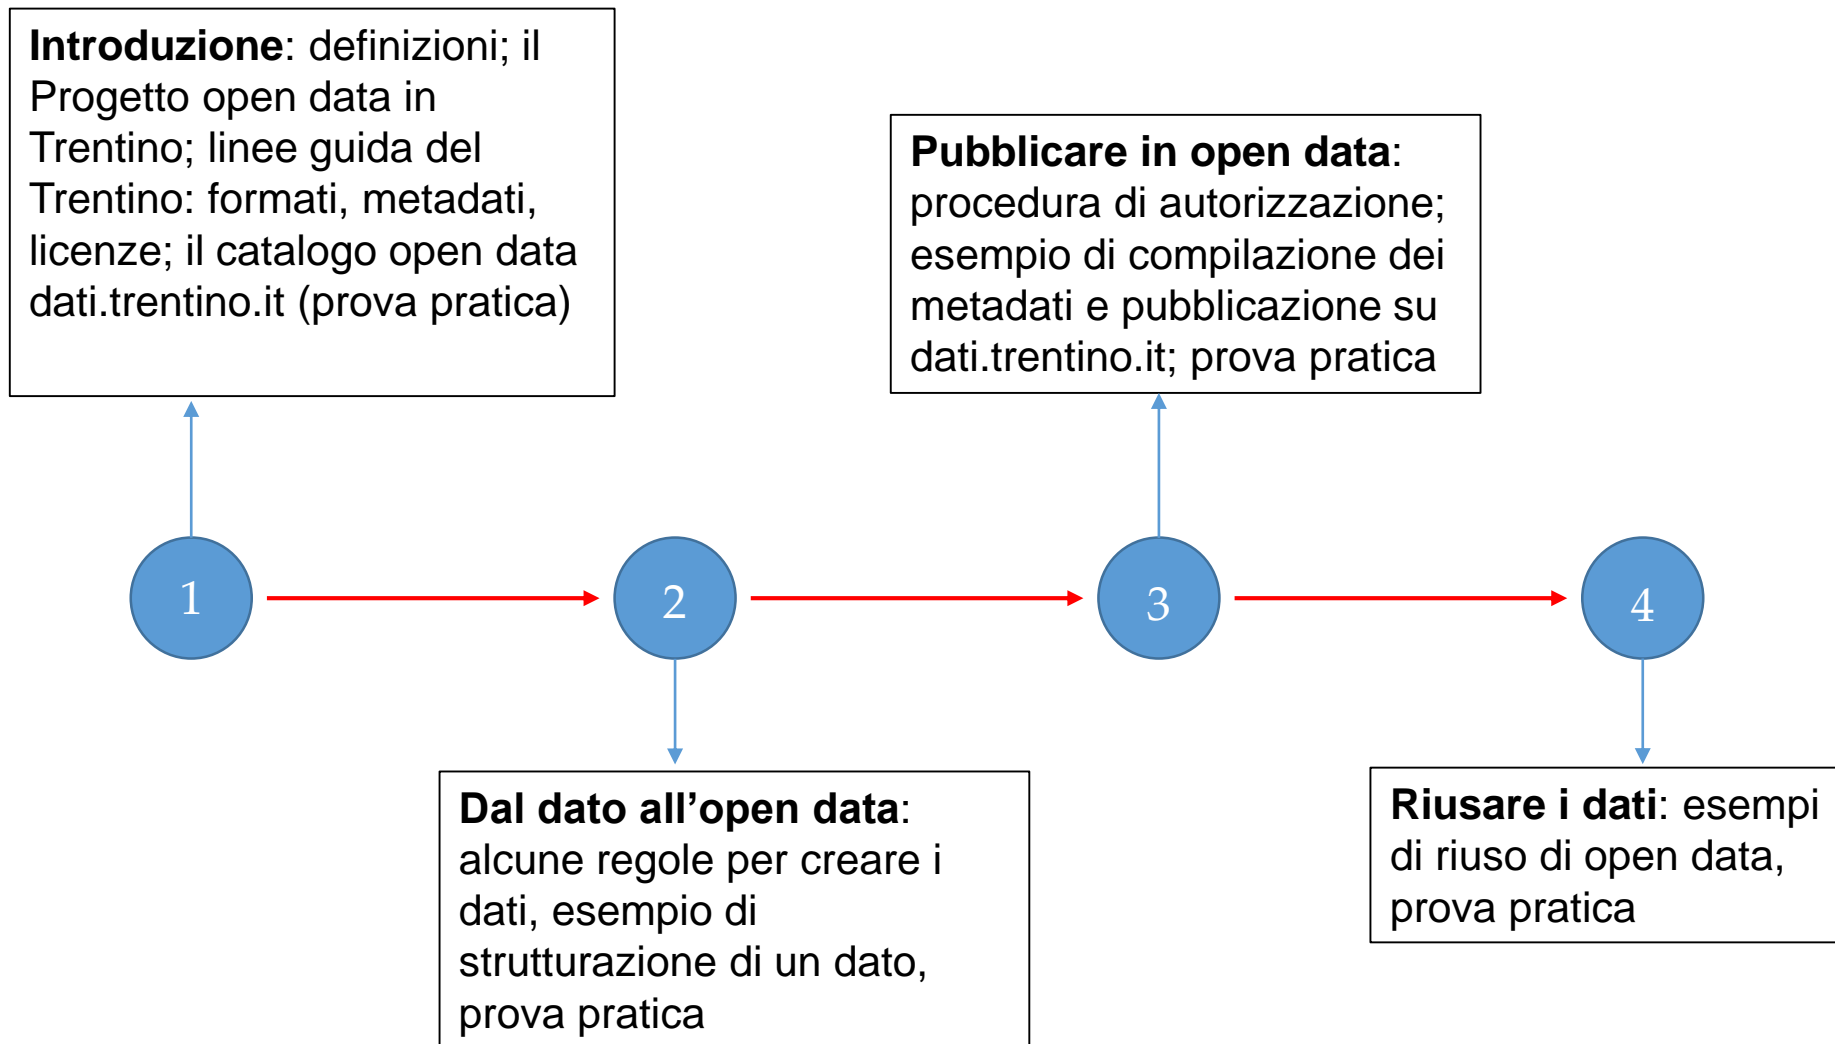 Introduzione: definizioni; il
Progetto open data in
Trentino; linee guida del
Trentino: formati, metadati,
licenze; il catalogo open data
dati.trentino.it (prova pratica)
Pubblicare in open data:
procedura di autorizzazione;
esempio di compilazione dei
metadati e pubblicazione su
dati.trentino.it; prova pratica
1
2
3
4
Dal dato all’open data:
alcune regole per creare i
dati, esempio di
strutturazione di un dato,
prova pratica
Riusare i dati: esempi
di riuso di open data,
prova pratica